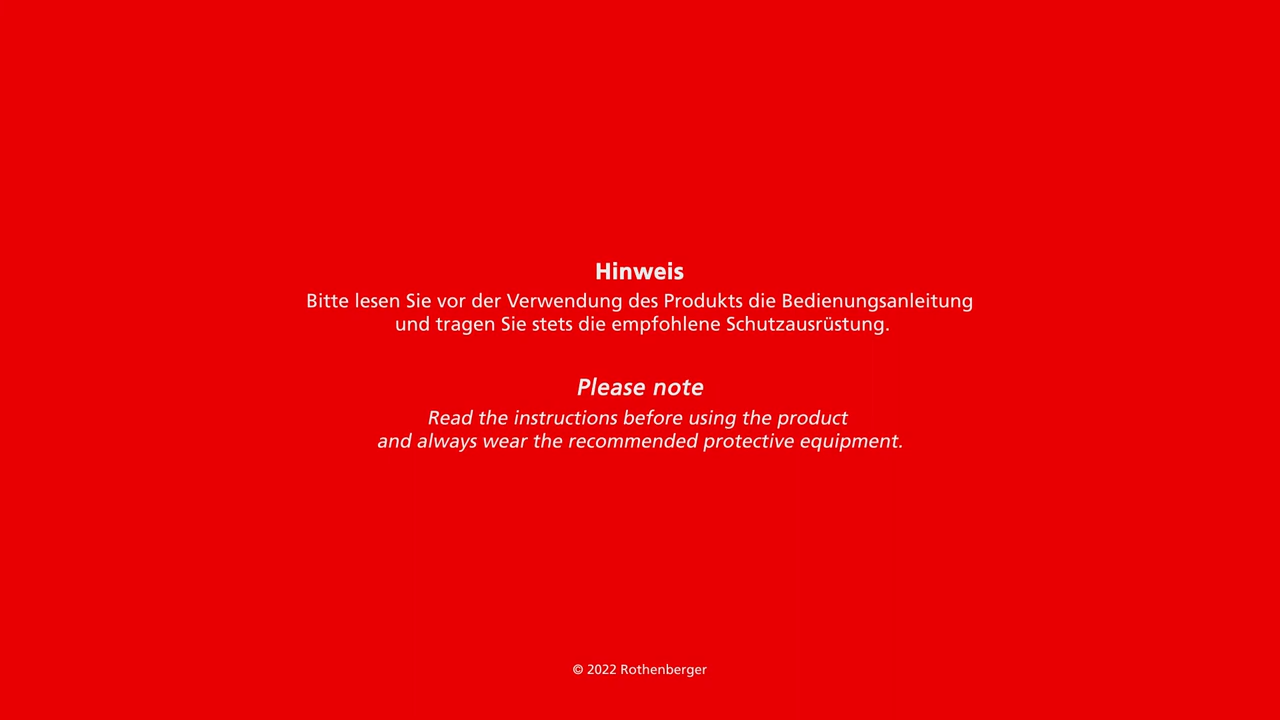 Hinweis
Bitte lesen Sie vor der Verwendung des Produkts die Bedienungsanleitung
und tragen Sie stets die empfohlene Schutzausrüstung.
Please note
Read the instructions before using the product
and always wear the recommended protective equipment.
© 2022 Rothenberger